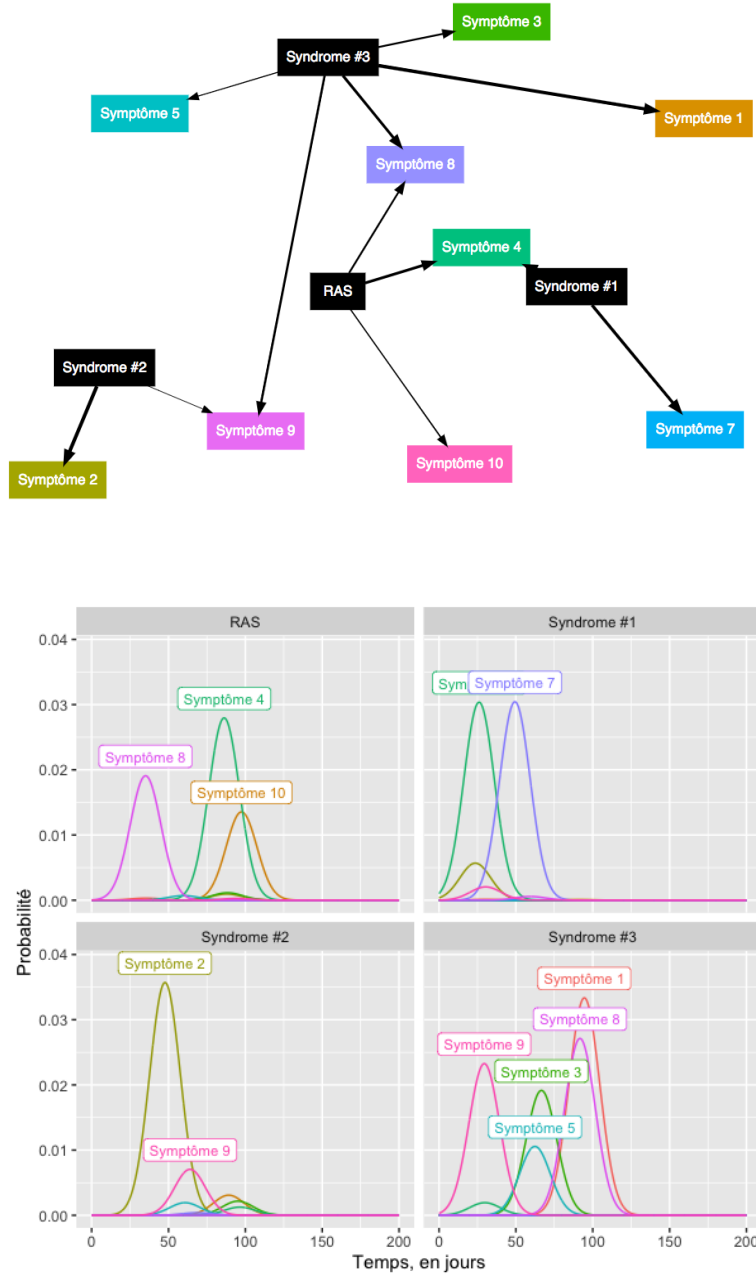 Symptôme 3
Syndrome #3
Symptôme 5
Symptôme 1
Symptôme 8
Symptôme 4
RAS
Syndrome #1
Syndrome #2
Symptôme 9
Symptôme 7
Symptôme 10
Symptôme 2
RAS
Syndrome #1
0.04
0.03
0.02
0.01
0.00
Symptôme 4
Symptôme 8
Symptôme 10
Sym
Symptôme 7
Probabilité
Syndrome #2
Syndrome #3
0.04
0.03
0.02
0.01
0.00
Symptôme 2
Symptôme 9
Symptôme 1
Symptôme 8
Symptôme 9
Symptôme 3
Symptôme 5
0 50 100 150 200
0 50 100 150 200
Temps, en jours